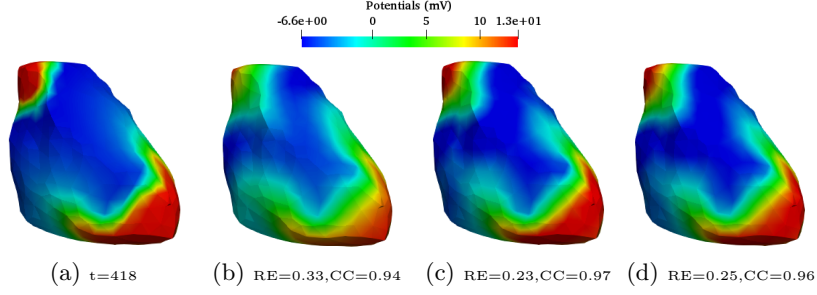 Potentials (mV)
-6.6e+00 0 5 10 1.3e+01
(a) t=418 (b) RE=0.33,CC=0.94 (c) RE=0.23,CC=0.97 (d) RE=0.25,CC=0.96